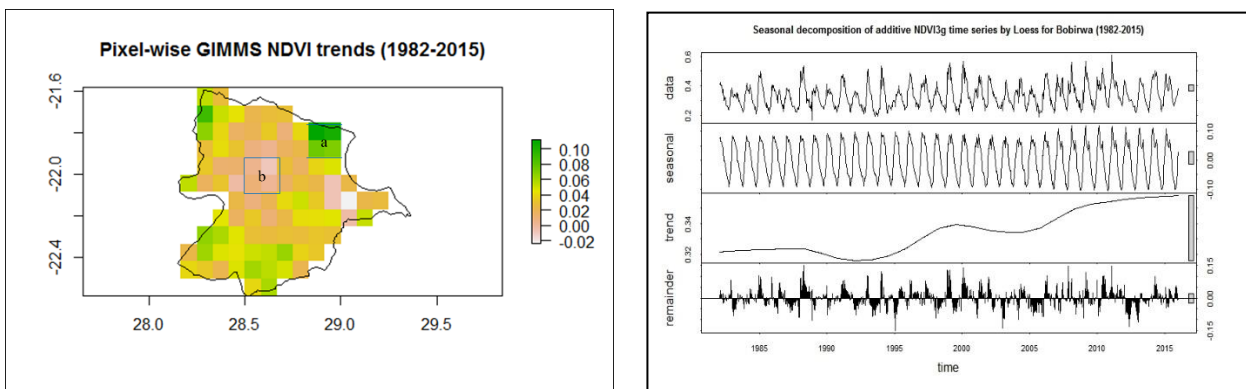 Pixel-wise GIMMS NDVI trends (1982-2015)
-21.6
-22.0
-22.4
a
b
0.10
0.08
0.06
0.04
0.02
0.00
-0.02
28.0 28.5 29.0 29.5
Seasonal decomposition of additive NDVI3g time series by Loess for Bobirwa (1982-2015)
data
0.6
0.4
0.2
seasonal
0.10
0.00
-0.10
trend
0.34
0.32
remainder
0.15
0.00
-0.15
1985 1990 1995 2000 2005 2010 2015
time